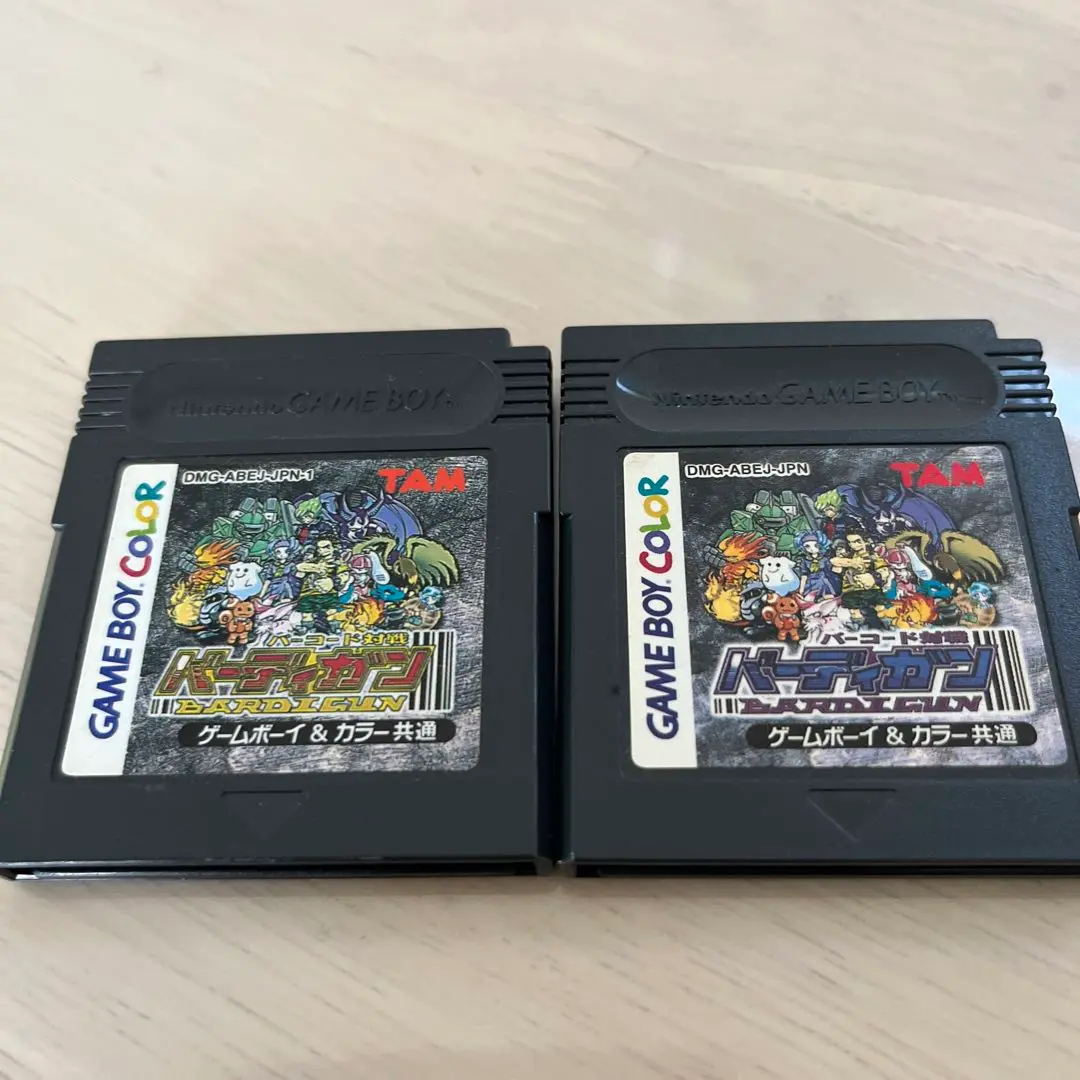 Nintendo GAME BOY TM
DMG-ABEJ-JPN-1
TAM
GAME BOY COLOR
バーコード対戦
バーディガン
BARDIGUN
ゲームボーイ & カラー共通
Nintendo GAME BOY TM
DMG-ABEJ-JPN
TAM
GAME BOY COLOR
バーコード対戦
バーディガン
BARDIGUN
ゲームボーイ & カラー共通